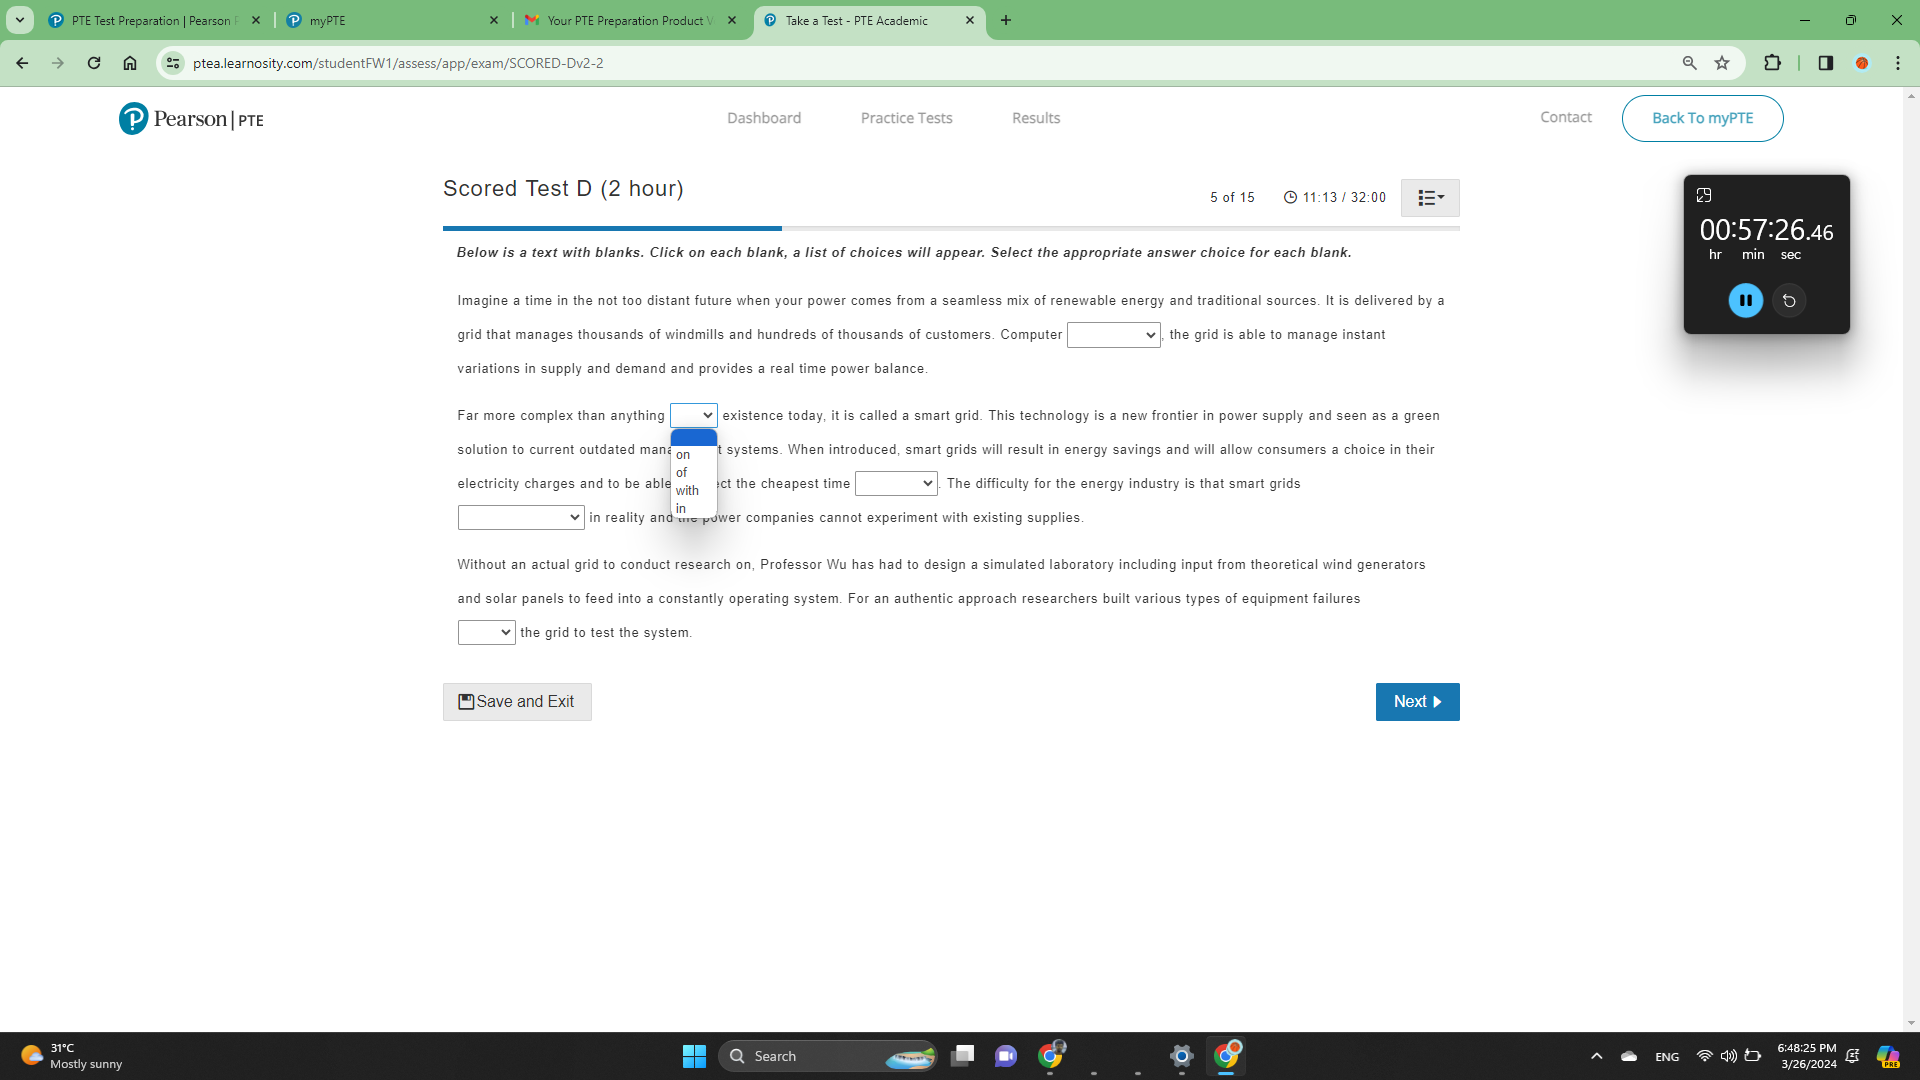 PTE Test Preparation | Pearson P
myPTE
Your PTE Preparation Product V
Take a Test - PTE Academic
ptea.learnosity.com/studentFW1/assess/app/exam/SCORED-Dv2-2
Pearson | PTE
Dashboard
Practice Tests
Results
Contact
Back To myPTE
Scored Test D (2 hour)
5 of 15
11:13 / 32:00
00:57:26.46
hr min sec
Below is a text with blanks. Click on each blank, a list of choices will appear. Select the appropriate answer choice for each blank.
Imagine a time in the not too distant future when your power comes from a seamless mix of renewable energy and traditional sources. It is delivered by a
grid that manages thousands of windmills and hundreds of thousands of customers. Computer , the grid is able to manage instant
variations in supply and demand and provides a real time power balance.
Far more complex than anything existence today, it is called a smart grid. This technology is a new frontier in power supply and seen as a green
solution to current outdated mana t systems. When introduced, smart grids will result in energy savings and will allow consumers a choice in their
electricity charges and to be able ct the cheapest time . The difficulty for the energy industry is that smart grids
in reality and the power companies cannot experiment with existing supplies.
on
of
with
in
Without an actual grid to conduct research on, Professor Wu has had to design a simulated laboratory including input from theoretical wind generators
and solar panels to feed into a constantly operating system. For an authentic approach researchers built various types of equipment failures
the grid to test the system.
Save and Exit
Next
31°C
Mostly sunny
Search
ENG
6:48:25 PM
3/26/2024
PRE